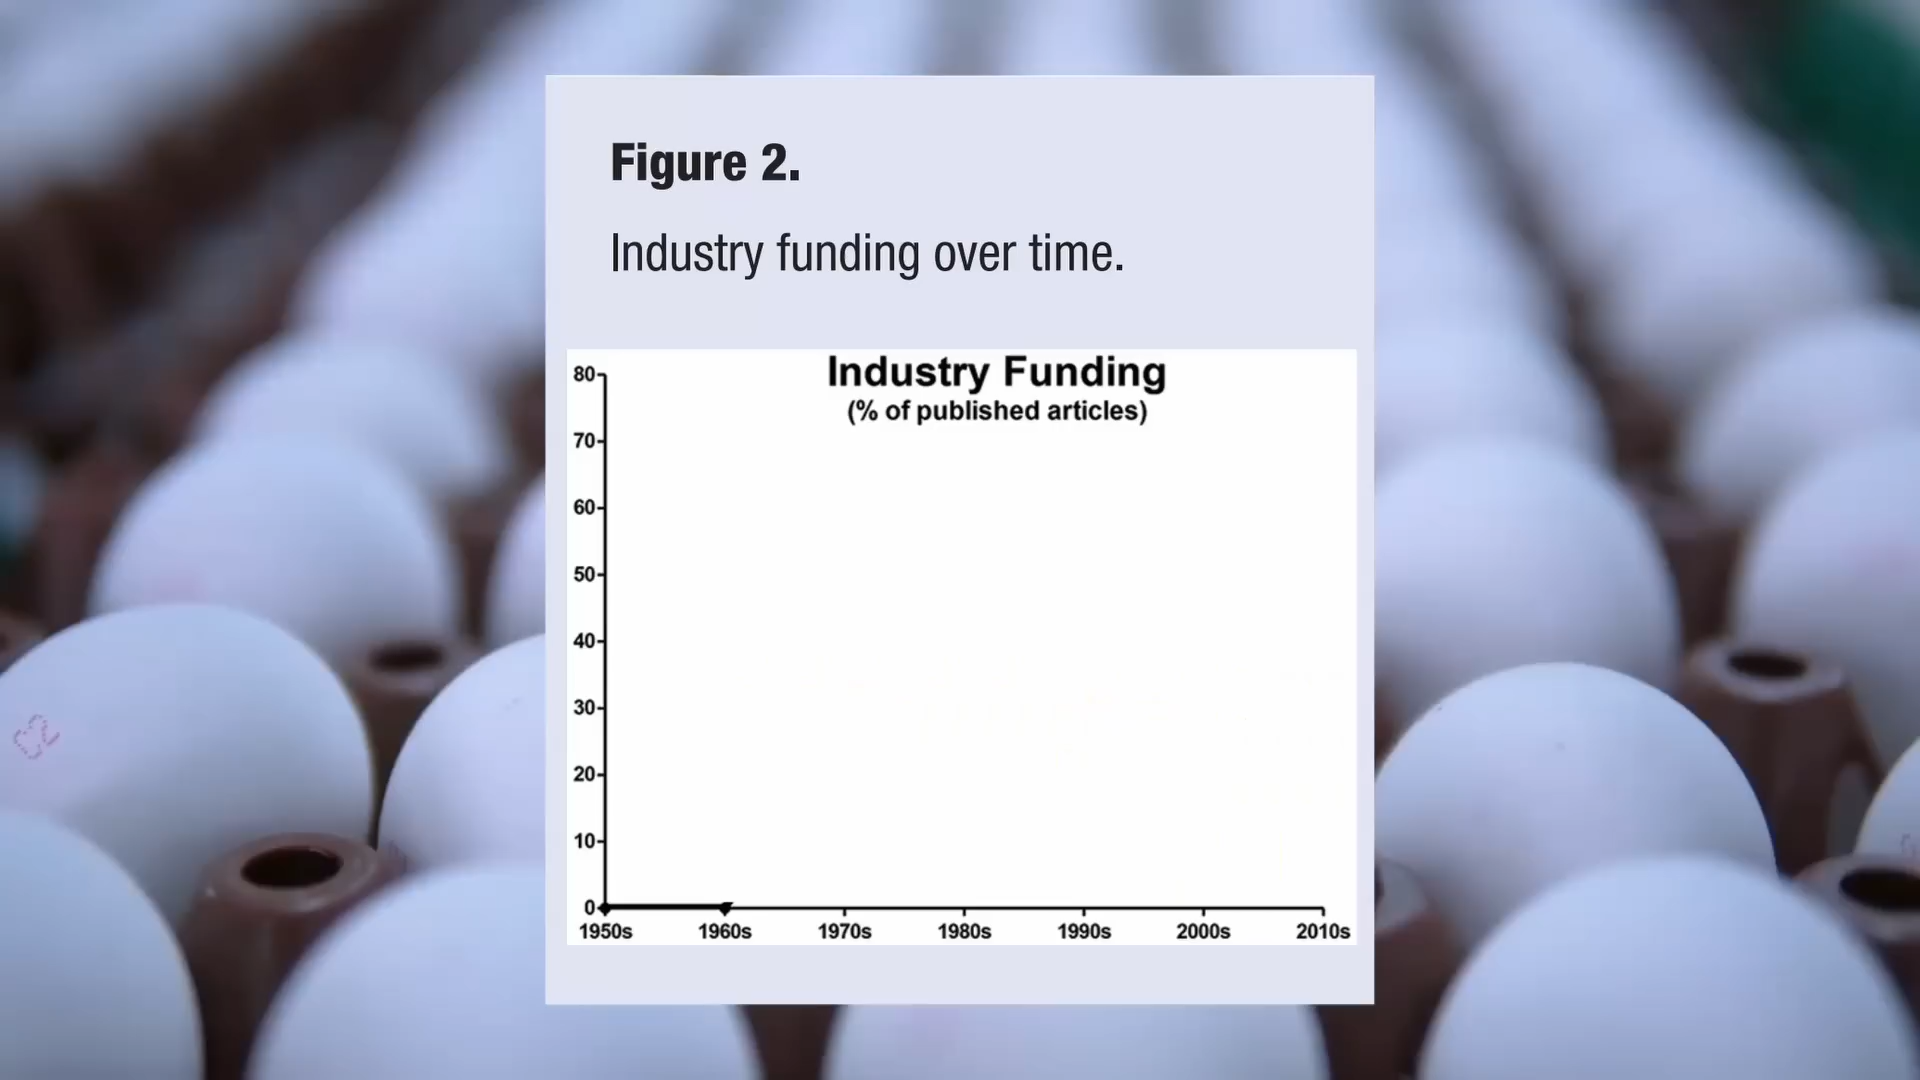 Figure 2.
Industry funding over time.
Industry Funding
(% of published articles)
80
70
60
50
40
30
20
10
0
1950s 1960s 1970s 1980s 1990s 2000s 2010s